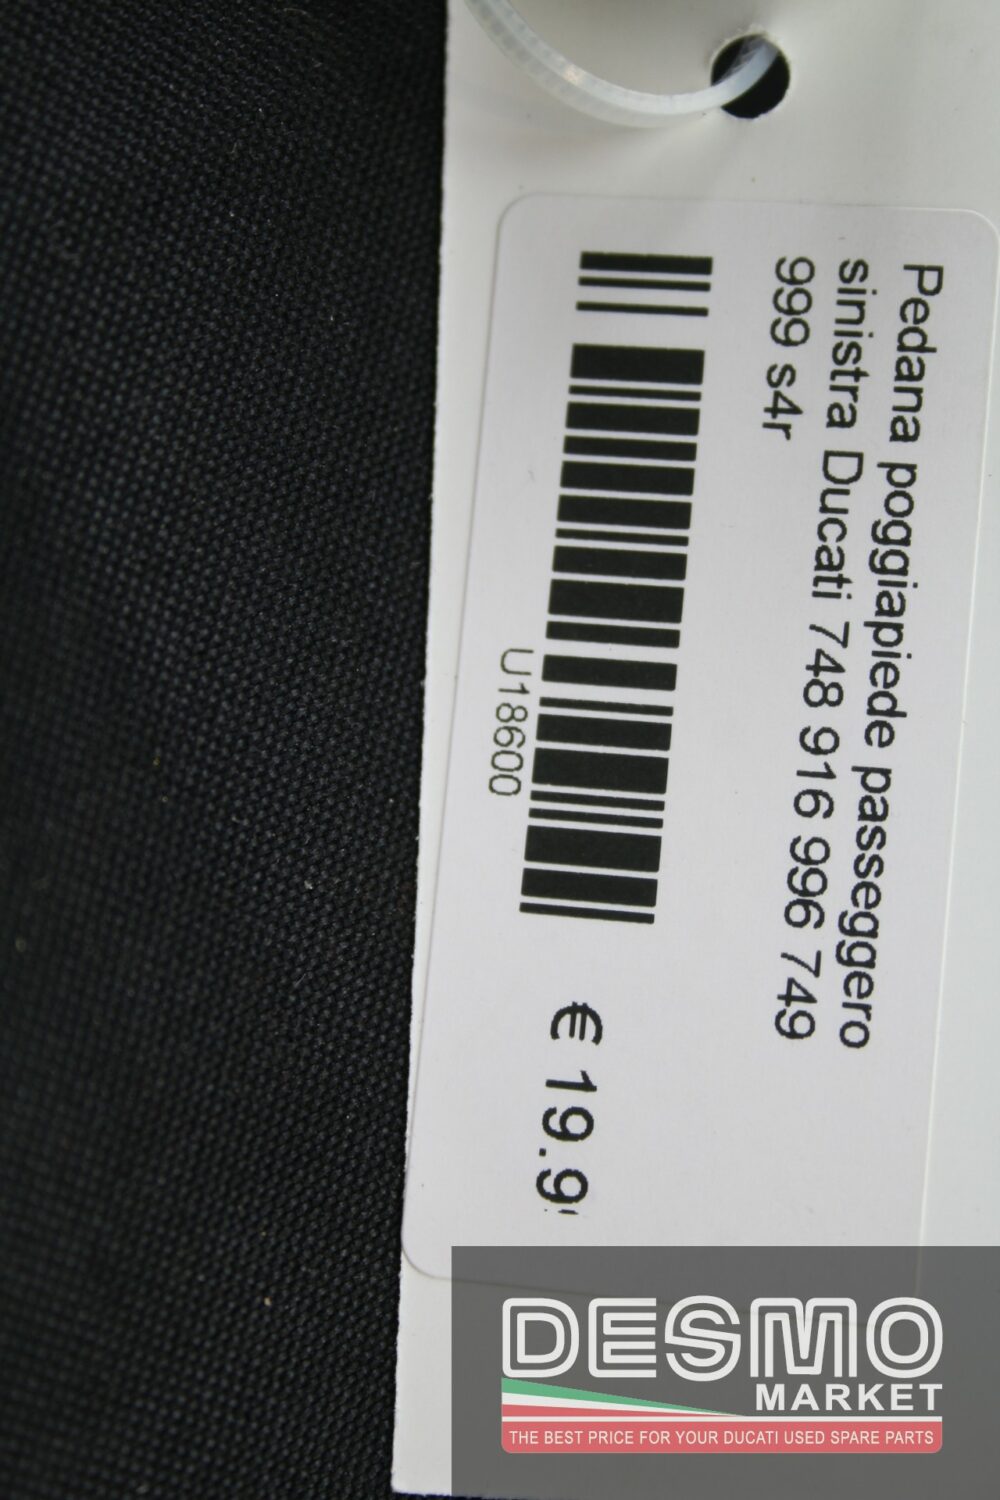 Pedana poggiapiede passeggero
sinistra Ducati 748 916 996 749
999 s4r
U18600
€ 19.9
DESMO
MARKET
THE BEST PRICE FOR YOUR DUCATI USED SPARE PARTS